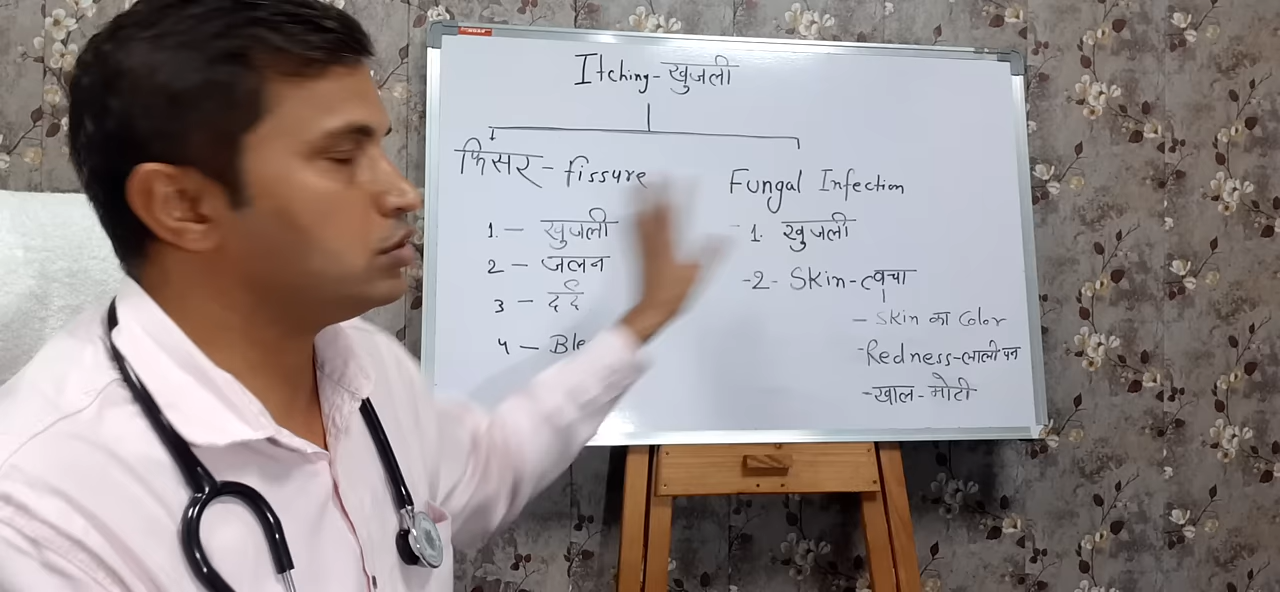 Itching - खुजली
फिसर - fissure
1. - खुजली
2 - जलन
3 - दर्द
4 - Ble
Fungal Infection
- 1. खुजली
-2- Skin - त्वचा
- Skin का Color
- Redness - लालीपन
- खाल - मोटी